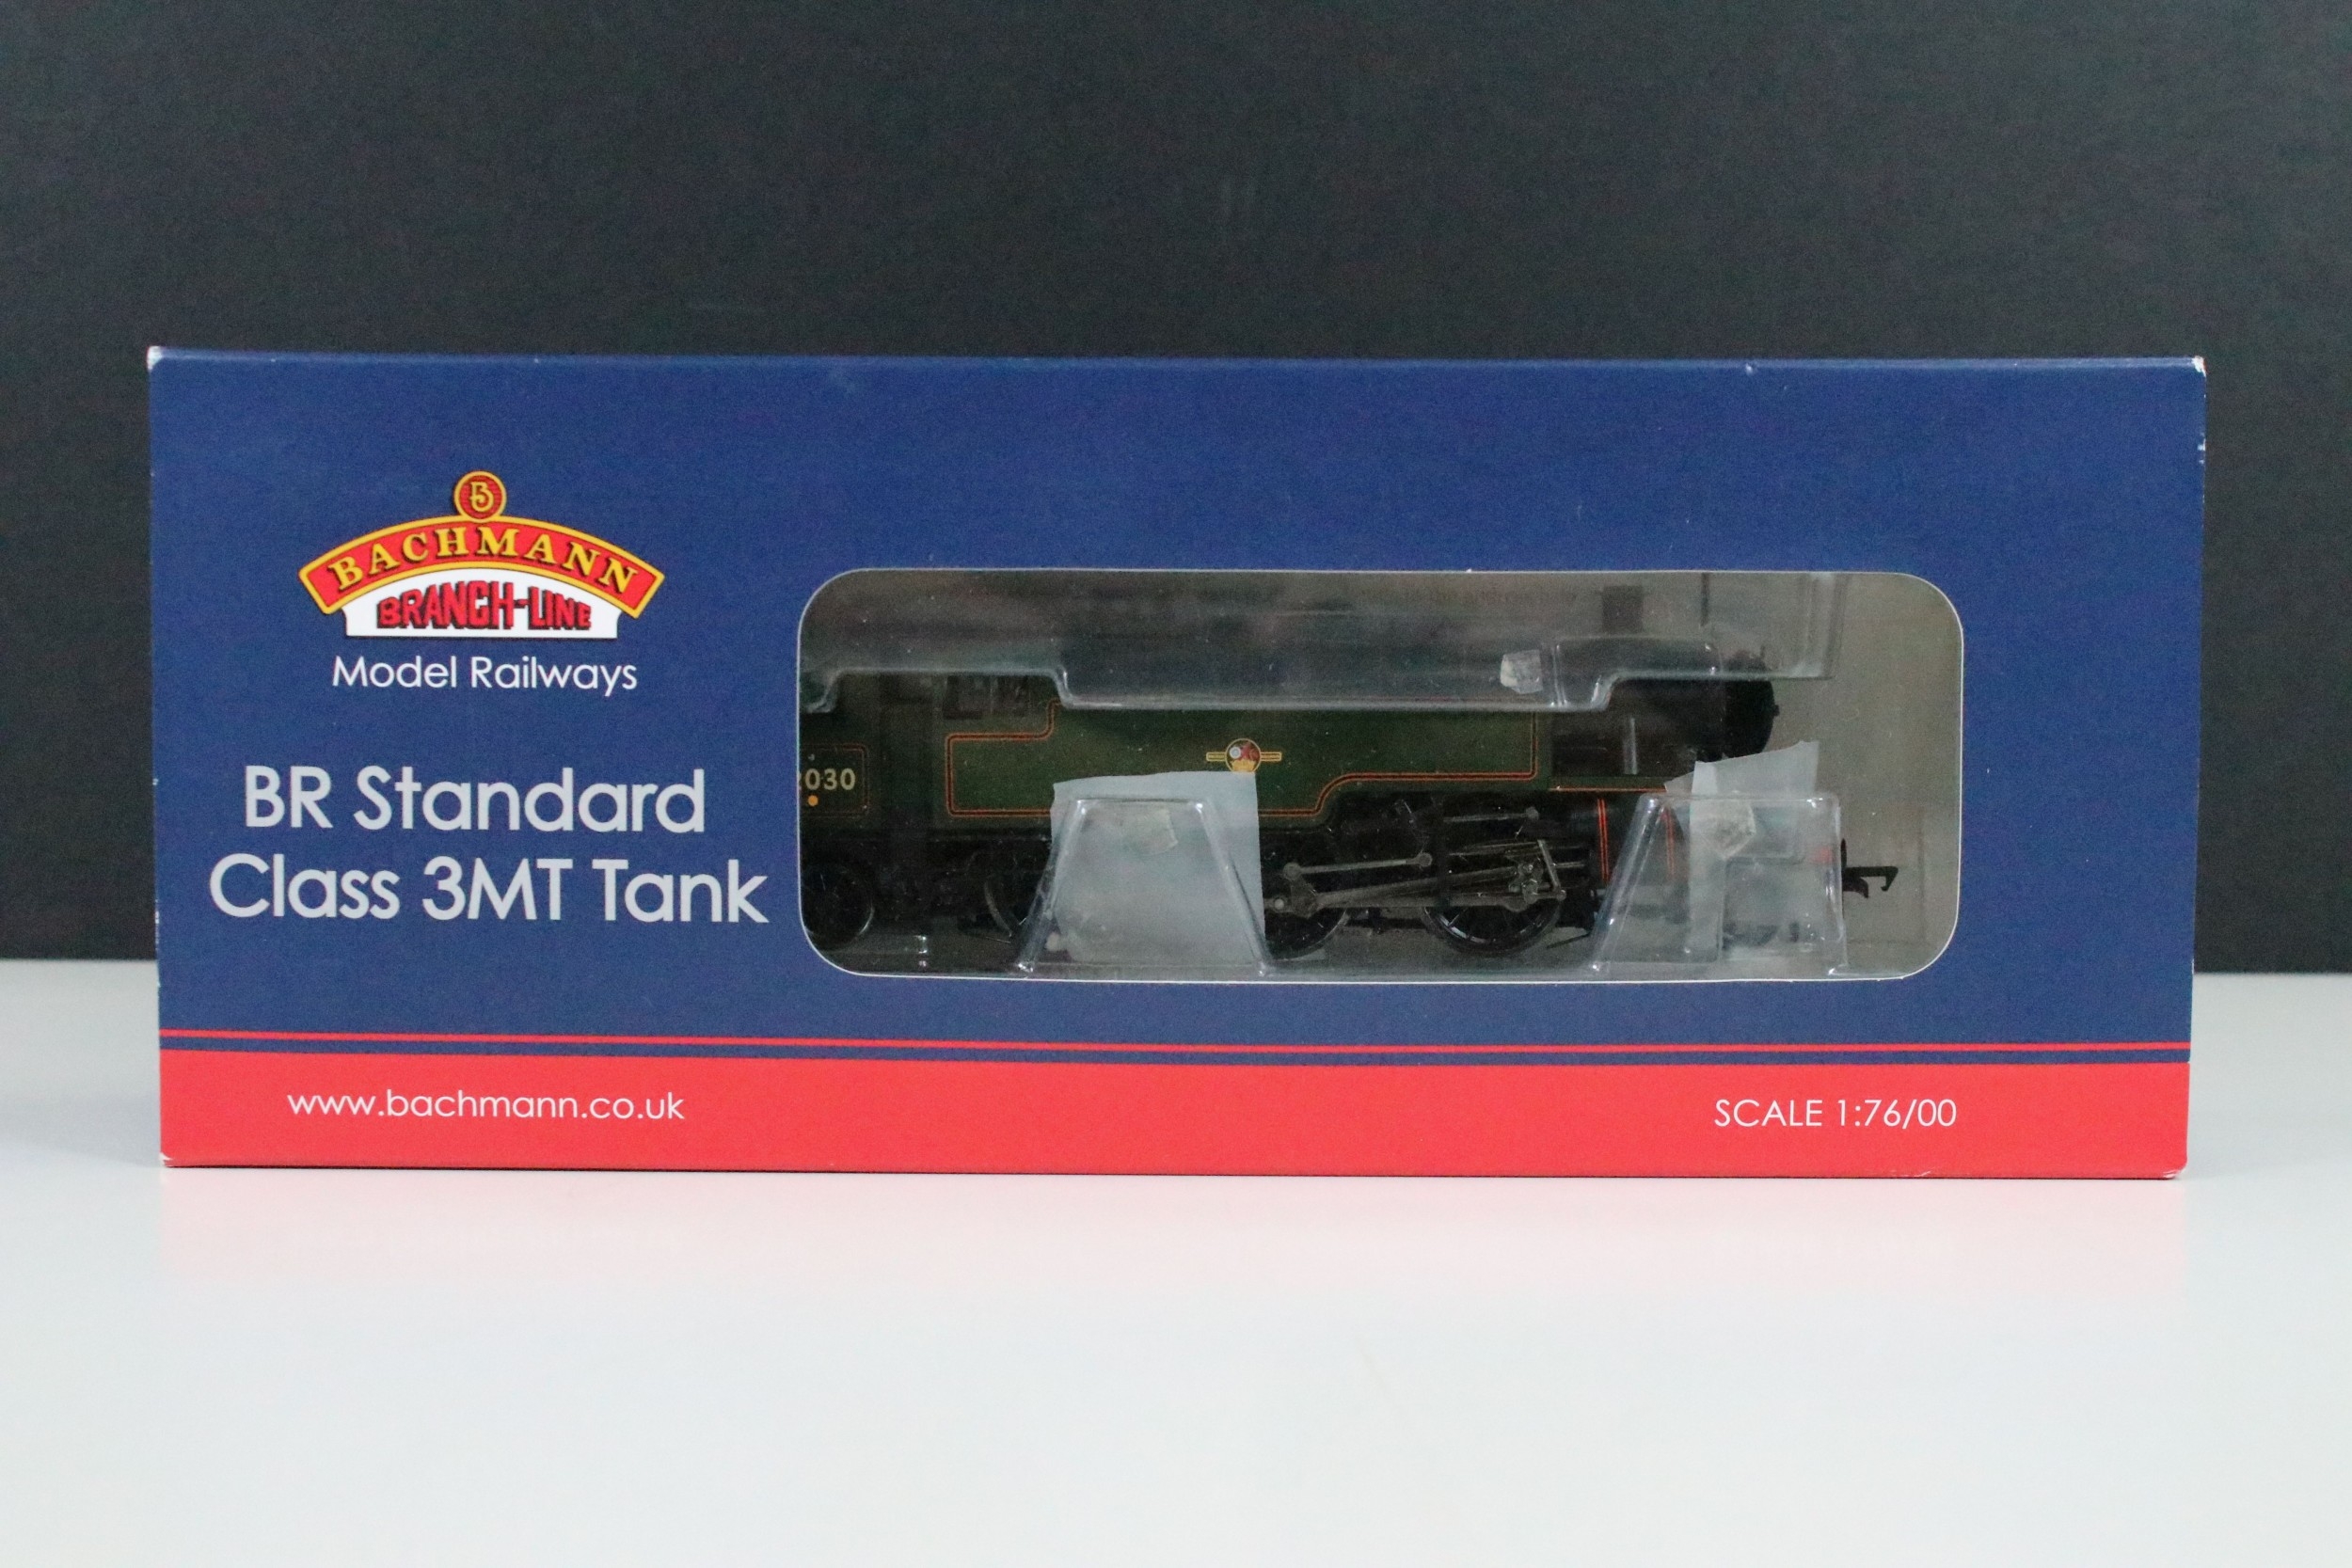 B
BACHMANN
BRANCH-LINE
Model Railways
BR Standard
Class 3MT Tank
2030
www.bachmann.co.uk
SCALE 1:76/00